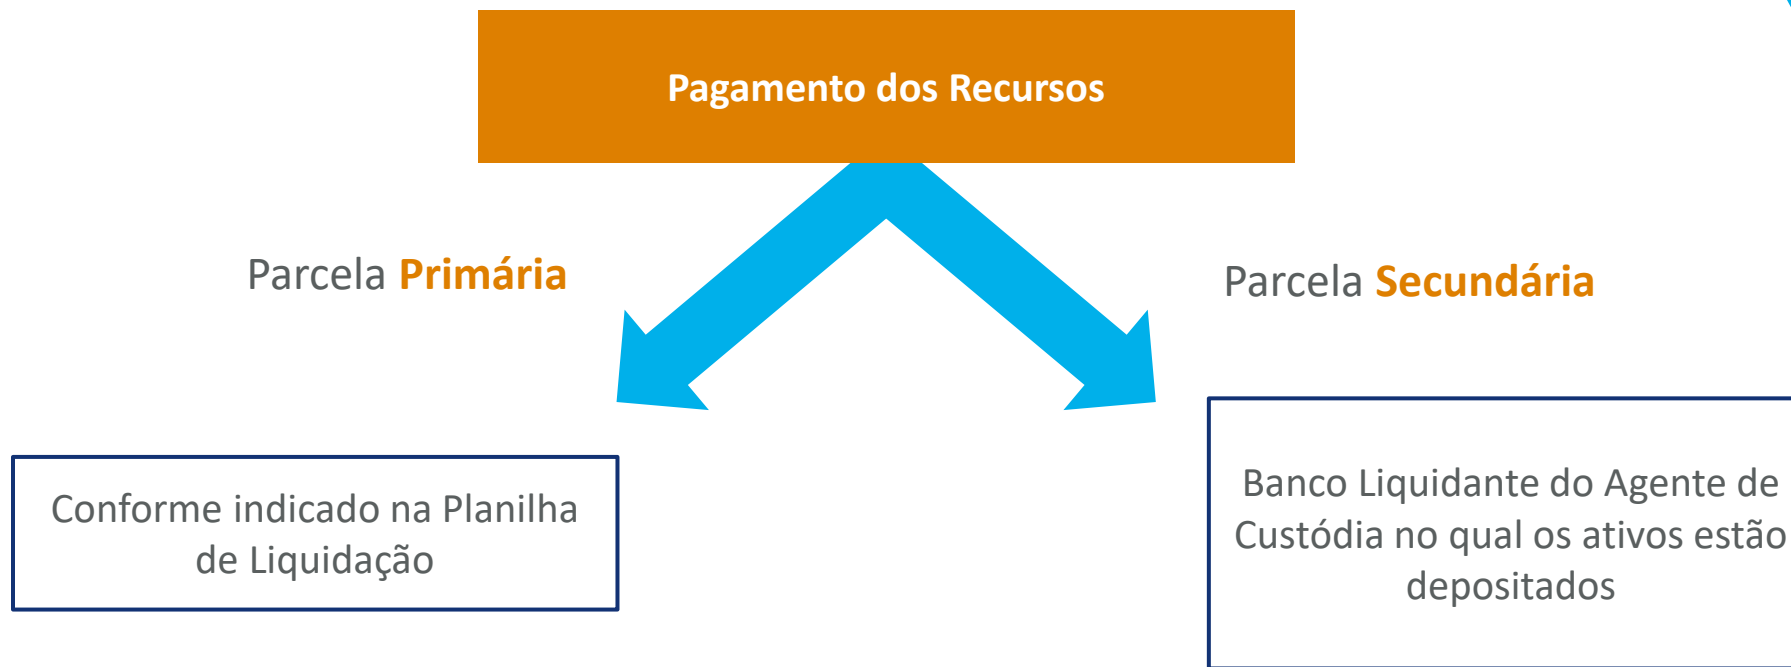 Pagamento dos Recursos
Parcela Primária
Parcela Secundária
Conforme indicado na Planilha
de Liquidação
Banco Liquidante do Agente de
Custódia no qual os ativos estão
depositados